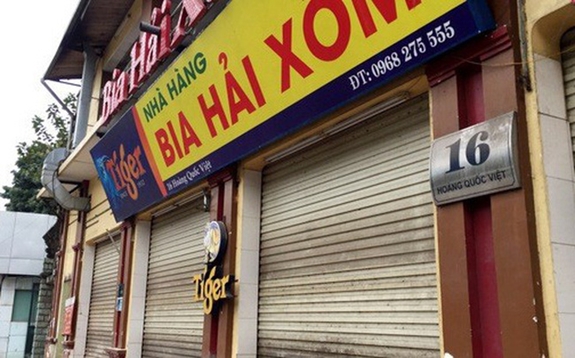 Bia Hải X
NHÀ HÀNG
BIA HẢI XỒM
ĐT: 0968 275 555
Tiger
16 Hoàng Quốc Việt
16
HOÀNG QUỐC VIỆT
Tiger